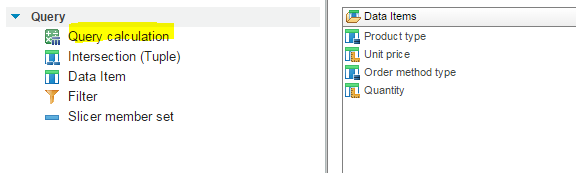 Query
Query calculation
Intersection (Tuple)
Data Item
Filter
Slicer member set
Data Items
Product type
Unit price
Order method type
Quantity